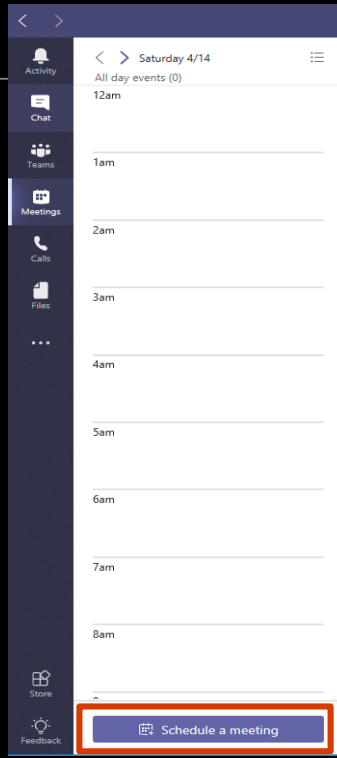 Activity
Chat
Teams
Meetings
Calls
Files
Store
Feedback
Saturday 4/14
All day events (0)
12am
1am
2am
3am
4am
5am
6am
7am
8am
Schedule a meeting